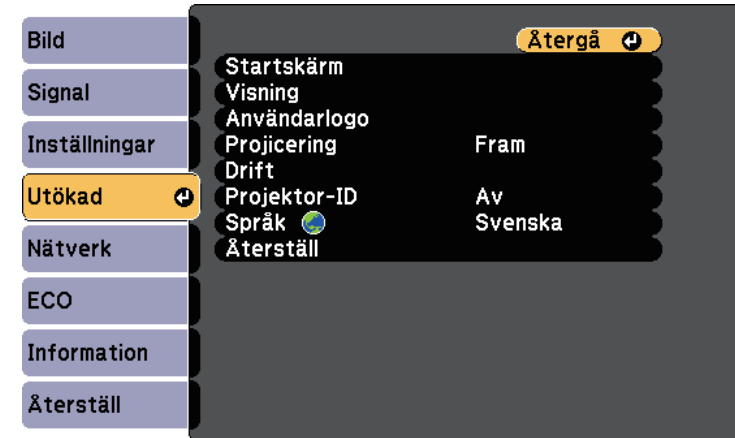 Bild
Signal
Inställningar
Utökad
Nätverk
ECO
Information
Återställ
Återgå
Startskärm
Visning
Användarlogo
Projicering Fram
Drift
Projektor-ID Av
Språk Svenska
Återställ